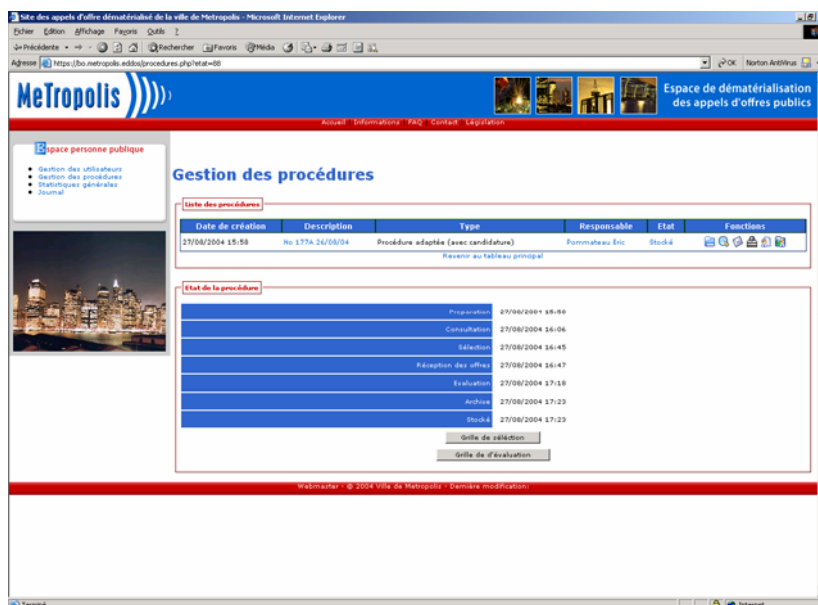 Site des appels d'offre dématérialisé de la ville de Metropolis - Microsoft Internet Explorer
Fichier Edition Affichage Favoris Outils ?
Précédente Rechercher Favoris Média
Adresse https://bo.metropolis.eddos/procedures.php?etat=88 OK Norton AntiVirus
MeTropolis
Espace de dématérialisation
des appels d'offres publics
Accueil Informations FAQ Contact Législation
Espace personne publique
Gestion des utilisateurs
Gestion des procédures
Statistiques générales
Journal
Gestion des procédures
Liste des procédures
Date de création Description Type Responsable Etat Fonctions
27/08/2004 15:58 No 177A 26/08/04 Procédure adaptée (avec candidature) Pommateau Eric Stocké
Revenir au tableau principal
Etat de la procédure
Preparation 27/08/2004 15:58
Consultation 27/08/2004 16:06
Sélection 27/08/2004 16:45
Réception des offres 27/08/2004 16:47
Evaluation 27/08/2004 17:18
Archive 27/08/2004 17:23
Stocké 27/08/2004 17:23
Grille de séléction
Grille de d'évaluation
Webmaster - © 2004 Ville de Metropolis - Dernière modification:
Terminé Internet